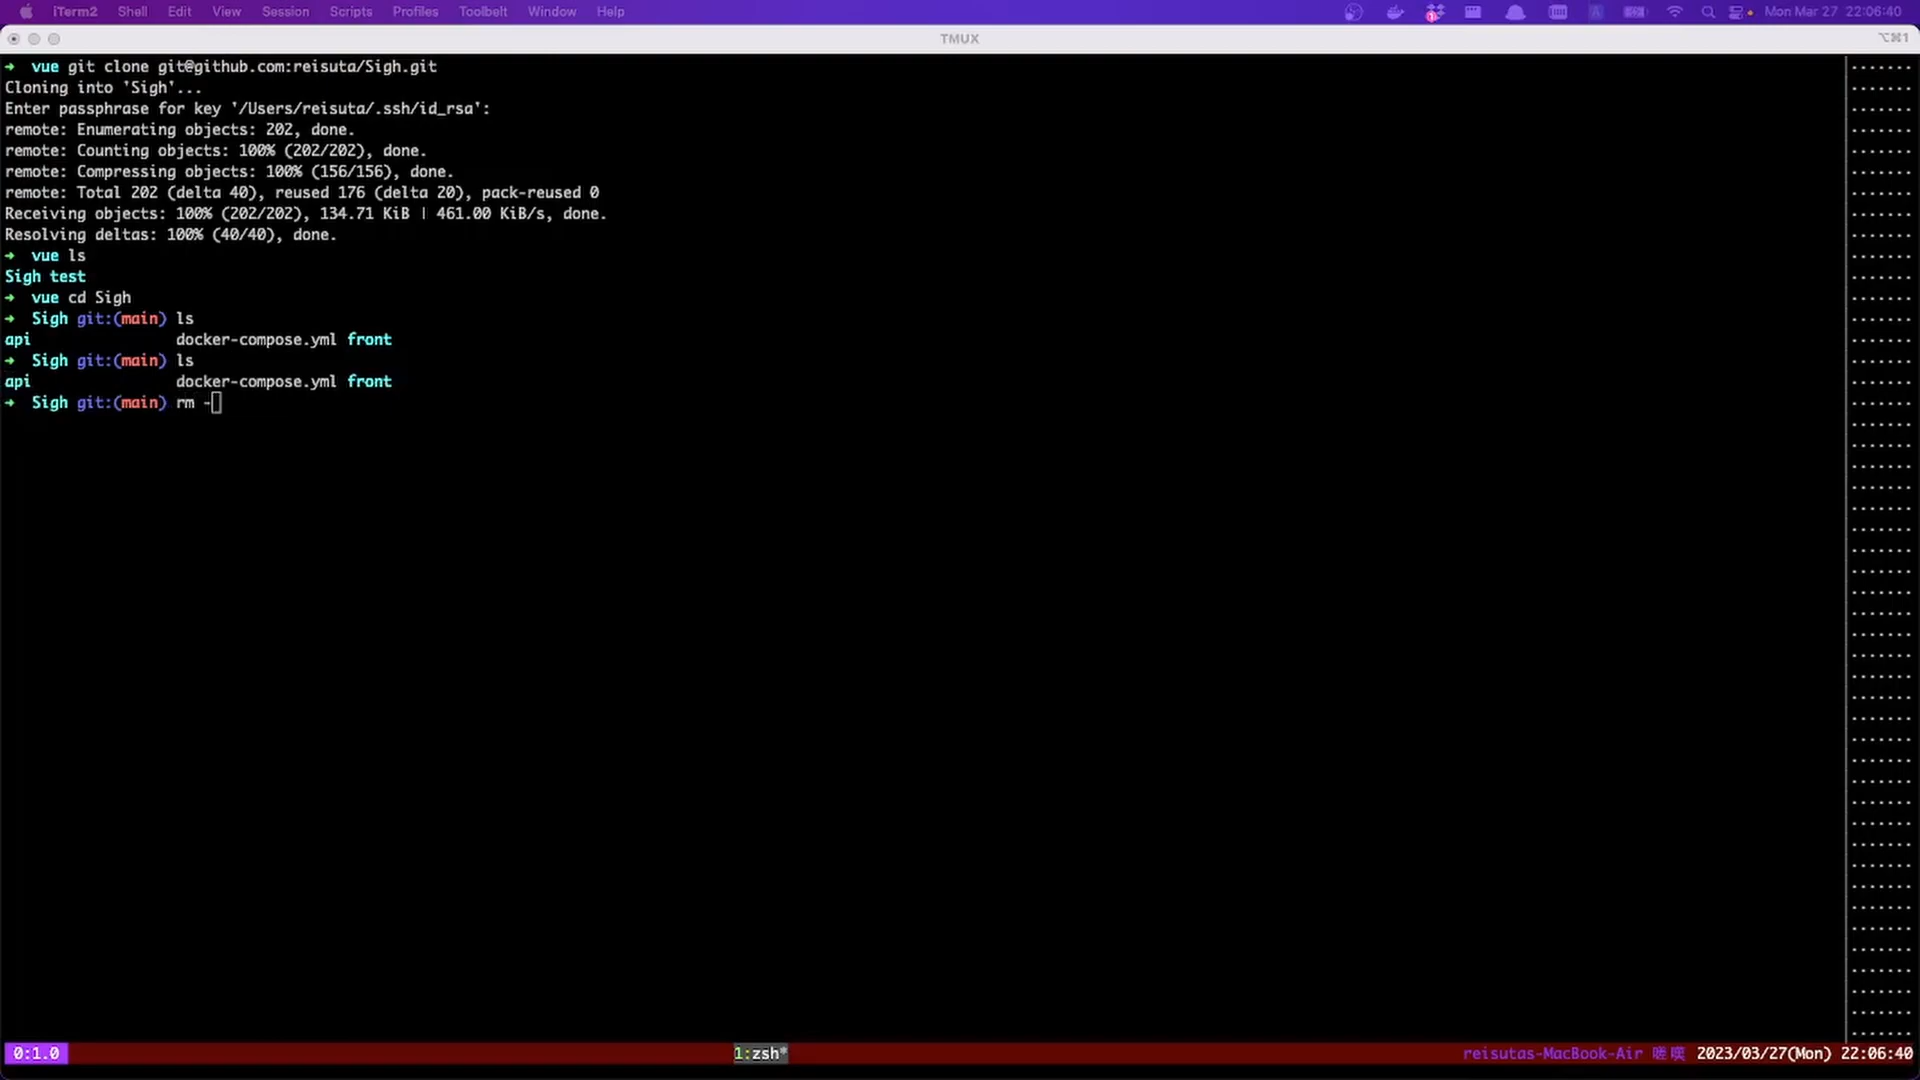 iTerm2 Shell Edit View Session Scripts Profiles Toolbelt Window Help Mon Mar 27 22:06:40
TMUX ⌥⌘1
➜ vue git clone git@github.com:reisuta/Sigh.git
Cloning into 'Sigh'...
Enter passphrase for key '/Users/reisuta/.ssh/id_rsa':
remote: Enumerating objects: 202, done.
remote: Counting objects: 100% (202/202), done.
remote: Compressing objects: 100% (156/156), done.
remote: Total 202 (delta 40), reused 176 (delta 20), pack-reused 0
Receiving objects: 100% (202/202), 134.71 KiB | 461.00 KiB/s, done.
Resolving deltas: 100% (40/40), done.
➜ vue ls
Sigh test
➜ vue cd Sigh
➜ Sigh git:(main) ls
api docker-compose.yml front
➜ Sigh git:(main) ls
api docker-compose.yml front
➜ Sigh git:(main) rm -
0:1.0 1:zsh* reisutas-MacBook-Air 2023/03/27(Mon) 22:06:40